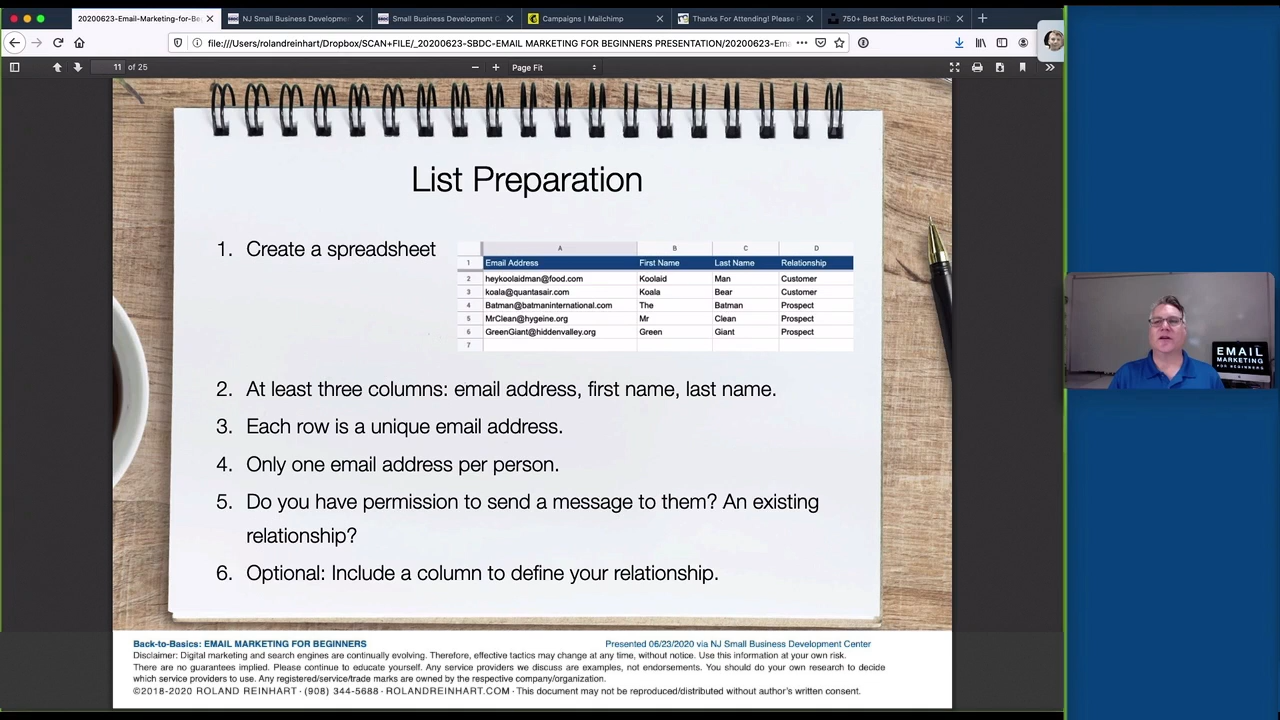 20200623-Email-Marketing-for-Be
NJ Small Business Developmen
Small Business Development C
Campaigns | Mailchimp
Thanks For Attending! Please R
750+ Best Rocket Pictures [HD
file:///Users/rolandreinhart/Dropbox/SCAN+FILE/_20200623-SBDC-EMAIL MARKETING FOR BEGINNERS PRESENTATION/20200623-Ema
11 of 25
Page Fit
List Preparation
1. Create a spreadsheet
A B C D
1 Email Address First Name Last Name Relationship
2 heykoolaidman@food.com Koolaid Man Customer
3 koala@quantasair.com Koala Bear Customer
4 Batman@batmaninternational.com The Batman Prospect
5 MrClean@hygeine.org Mr Clean Prospect
6 GreenGiant@hiddenvalley.org Green Giant Prospect
7
2. At least three columns: email address, first name, last name.
3. Each row is a unique email address.
4. Only one email address per person.
5. Do you have permission to send a message to them? An existing
relationship?
6. Optional: Include a column to define your relationship.
EMAIL
MARKETING
FOR BEGINNERS
Back-to-Basics: EMAIL MARKETING FOR BEGINNERS Presented 06/23/2020 via NJ Small Business Development Center
Disclaimer: Digital marketing and search engines are continually evolving. Therefore, effective tactics may change at any time, without notice. Use this information at your own risk.
There are no guarantees implied. Please continue to educate yourself. Any service providers we discuss are examples, not endorsements. You should do your own research to decide
which service providers to use. Any registered/service/trade marks are owned by the respective company/organization.
©2018-2020 ROLAND REINHART · (908) 344-5688 · ROLANDREINHART.COM · This document may not be reproduced/distributed without author's written consent.